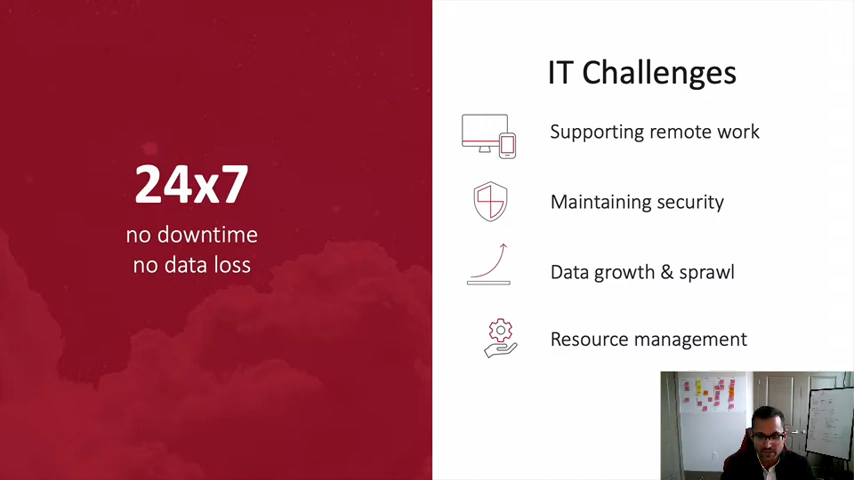 24x7
no downtime
no data loss
IT Challenges
Supporting remote work
Maintaining security
Data growth & sprawl
Resource management